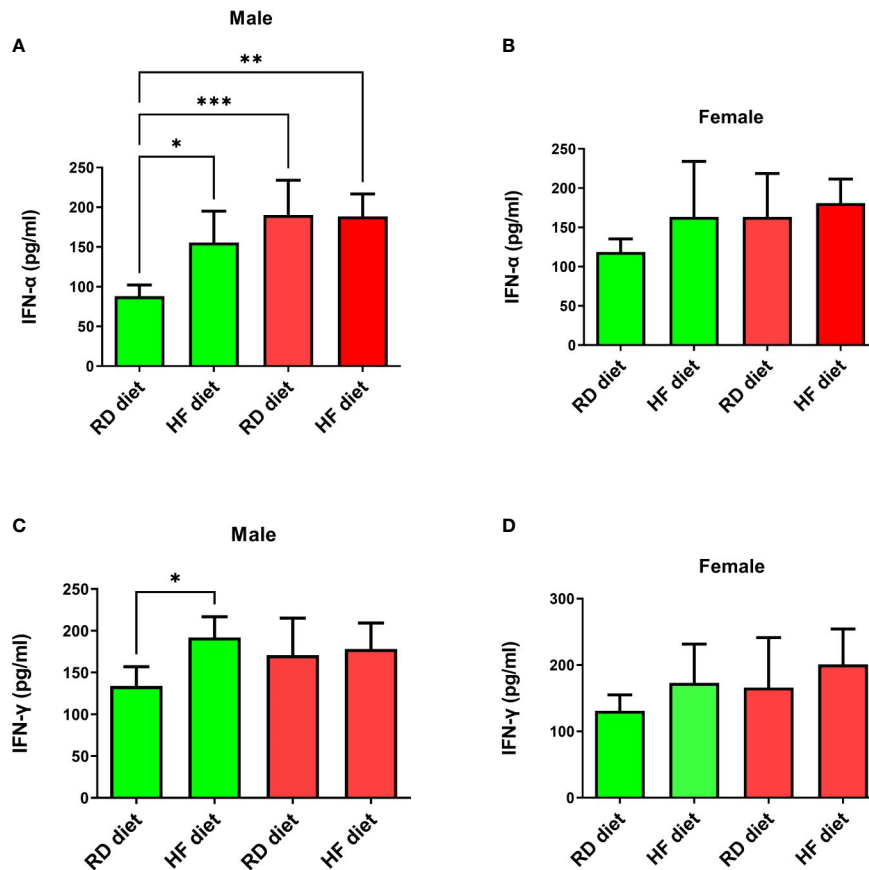 A
Male
**
***
*
IFN-α (pg/ml)
250
200
150
100
50
0
RD diet
HF diet
RD diet
HF diet
B
Female
IFN-α (pg/ml)
250
200
150
100
50
0
RD diet
HF diet
RD diet
HF diet
C
Male
*
IFN-γ (pg/ml)
250
200
150
100
50
0
RD diet
HF diet
RD diet
HF diet
D
Female
IFN-γ (pg/ml)
300
200
100
0
RD diet
HF diet
RD diet
HF diet